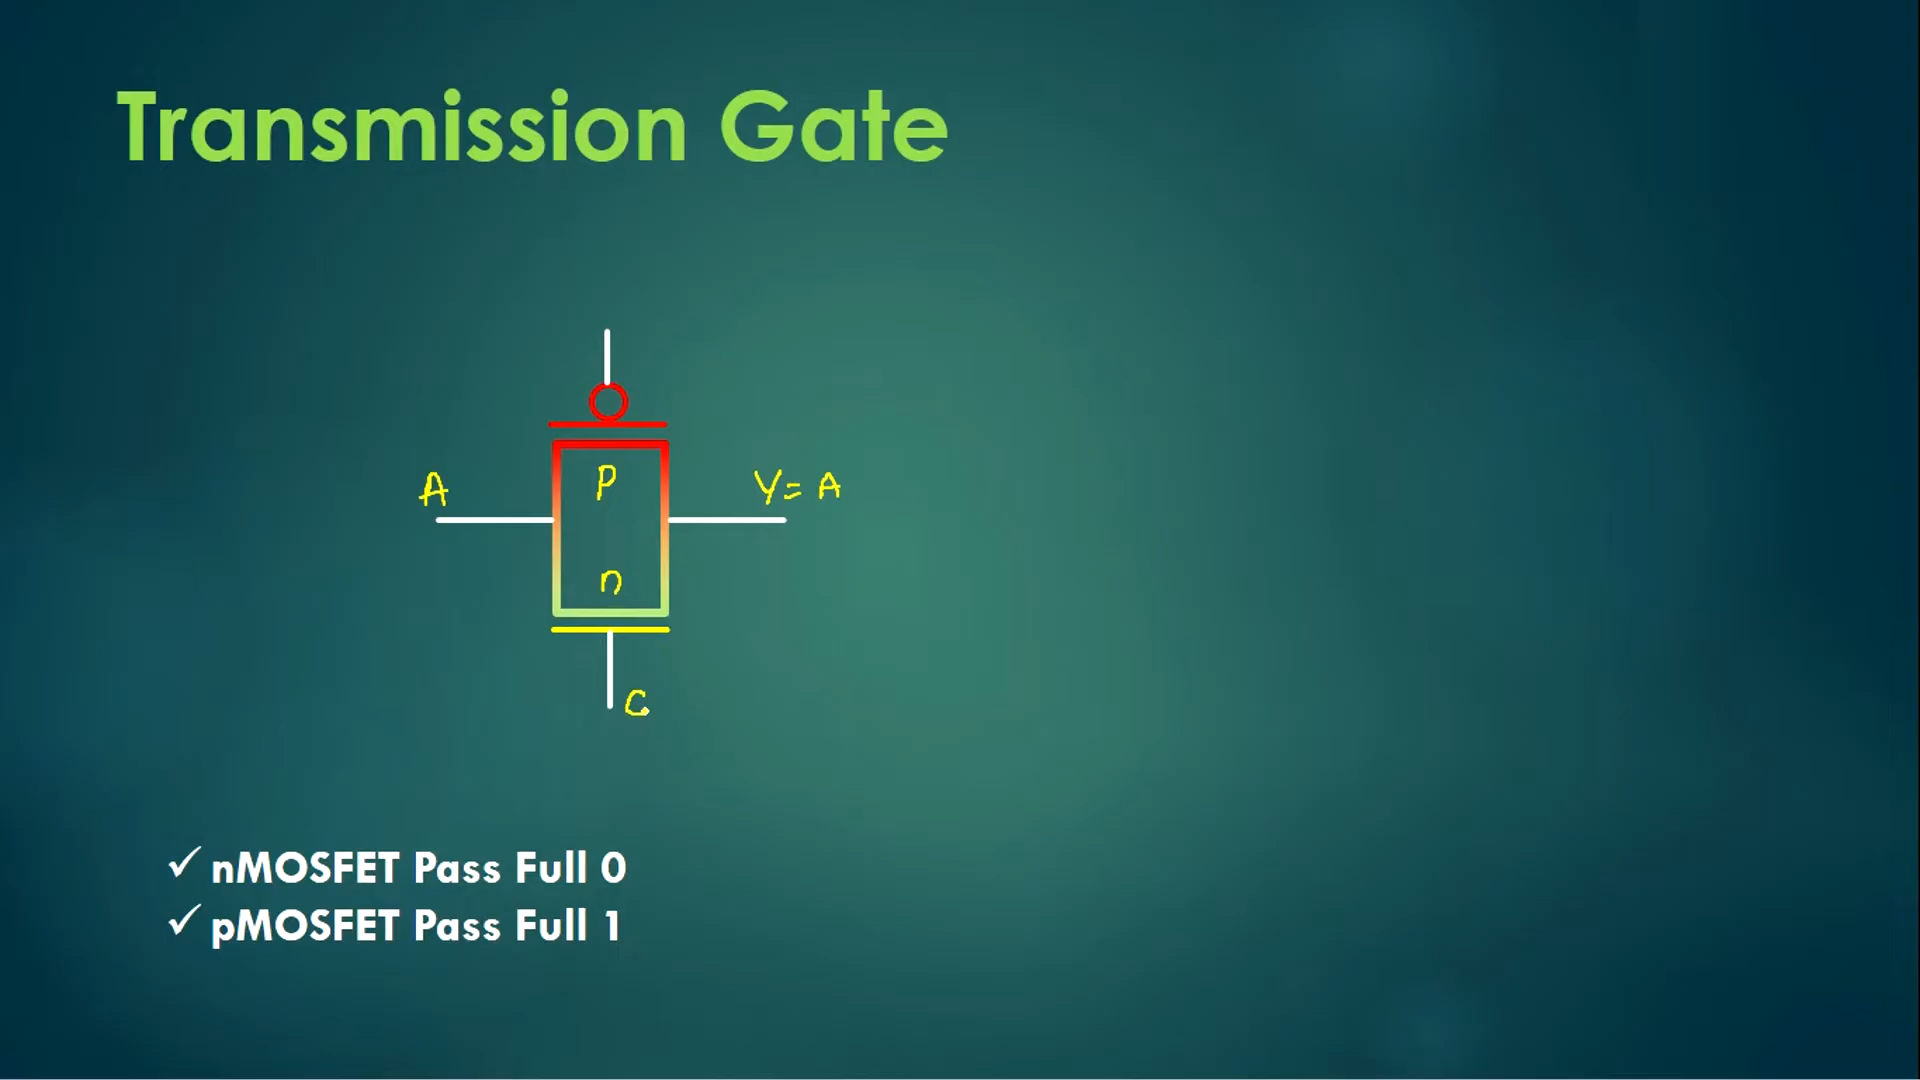 Transmission Gate
A
P
Y= A
n
C
✓ nMOSFET Pass Full 0
✓ pMOSFET Pass Full 1